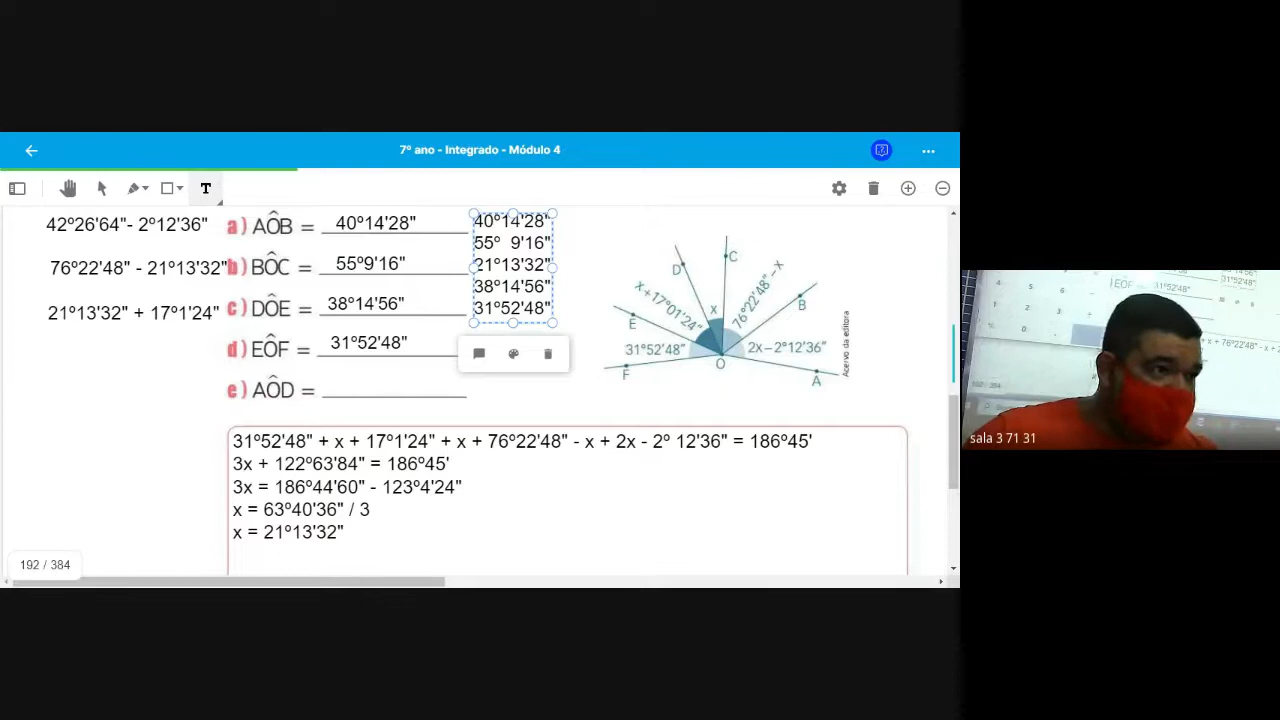 7º ano - Integrado - Módulo 4
T
42º26'64"- 2º12'36"
a) AÔB = 40º14'28"
76º22'48" - 21º13'32"
b) BÔC = 55º9'16"
21º13'32" + 17º1'24"
c) DÔE = 38º14'56"
d) EÔF = 31º52'48"
e) AÔD =
40º14'28"
55º 9'16"
21º13'32"
38º14'56"
31º52'48"
C
D
x+17º01'24"
x
76º22'48"-x
B
E
31º52'48"
2x-2º12'36"
F
O
A
Acervo da editora
31º52'48" + x + 17º1'24" + x + 76º22'48" - x + 2x - 2º 12'36" = 186º45'
3x + 122º63'84" = 186º45'
3x = 186º44'60" - 123º4'24"
x = 63º40'36" / 3
x = 21º13'32"
192 / 384
sala 3 71 31